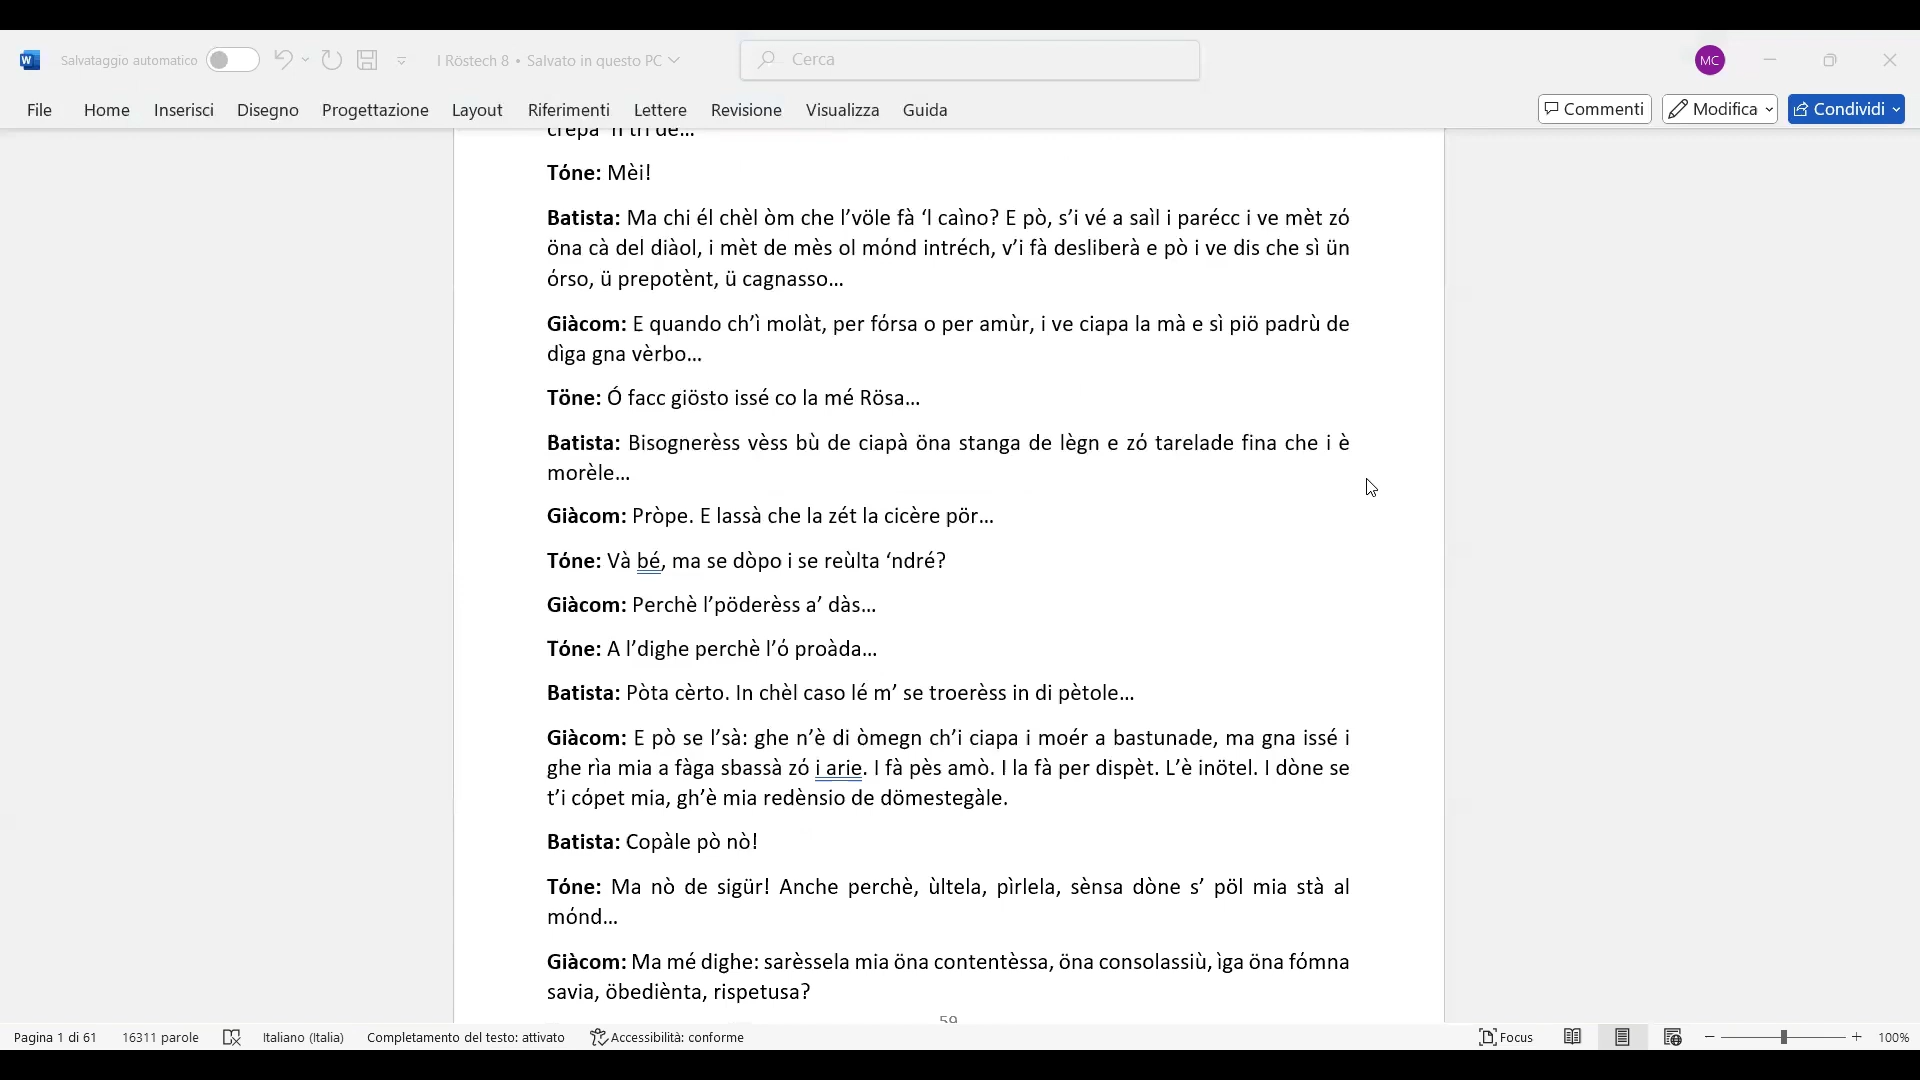 Salvataggio automatico
I Röstech 8 • Salvato in questo PC
Cerca
MC
File Home Inserisci Disegno Progettazione Layout Riferimenti Lettere Revisione Visualizza Guida
Commenti Modifica Condividi
crepà 'n trì dé...
Tóne: Mèi!
Batista: Ma chi él chèl òm che l’völe fà ‘l caìno? E pò, s’i vé a saìl i parécc i ve mèt zó
öna cà del diàol, i mèt de mès ol mónd intréch, v’i fà desliberà e pò i ve dis che sì ün
órso, ü prepotènt, ü cagnasso...
Giàcom: E quando ch’ì molàt, per fórsa o per amùr, i ve ciapa la mà e sì piö padrù de
dìga gna vèrbo...
Töne: Ó facc giösto issé co la mé Rösa...
Batista: Bisognerèss vèss bù de ciapà öna stanga de lègn e zó tarelade fina che i è
morèle...
Giàcom: Pròpe. E lassà che la zét la cicère pör...
Tóne: Và bé, ma se dòpo i se reùlta ‘ndré?
Giàcom: Perchè l’pöderèss a’ dàs...
Tóne: A l’dighe perchè l’ó proàda...
Batista: Pòta cèrto. In chèl caso lé m’ se troerèss in di pètole...
Giàcom: E pò se l’sà: ghe n’è di òmegn ch’i ciapa i moér a bastunade, ma gna issé i
ghe rìa mia a fàga sbassà zó i arie. I fà pès amò. I la fà per dispèt. L’è inötel. I dòne se
t’i cópet mia, gh’è mia redènsio de dömestegàle.
Batista: Copàle pò nò!
Tóne: Ma nò de sigür! Anche perchè, ùltela, pìrlela, sènsa dòne s’ pöl mia stà al
mónd...
Giàcom: Ma mé dighe: sarèssela mia öna contentèssa, öna consolassiù, ìga öna fómna
savia, öbediènta, rispetusa?
59
Pagina 1 di 61 16311 parole Italiano (Italia) Completamento del testo: attivato Accessibilità: conforme Focus 100%